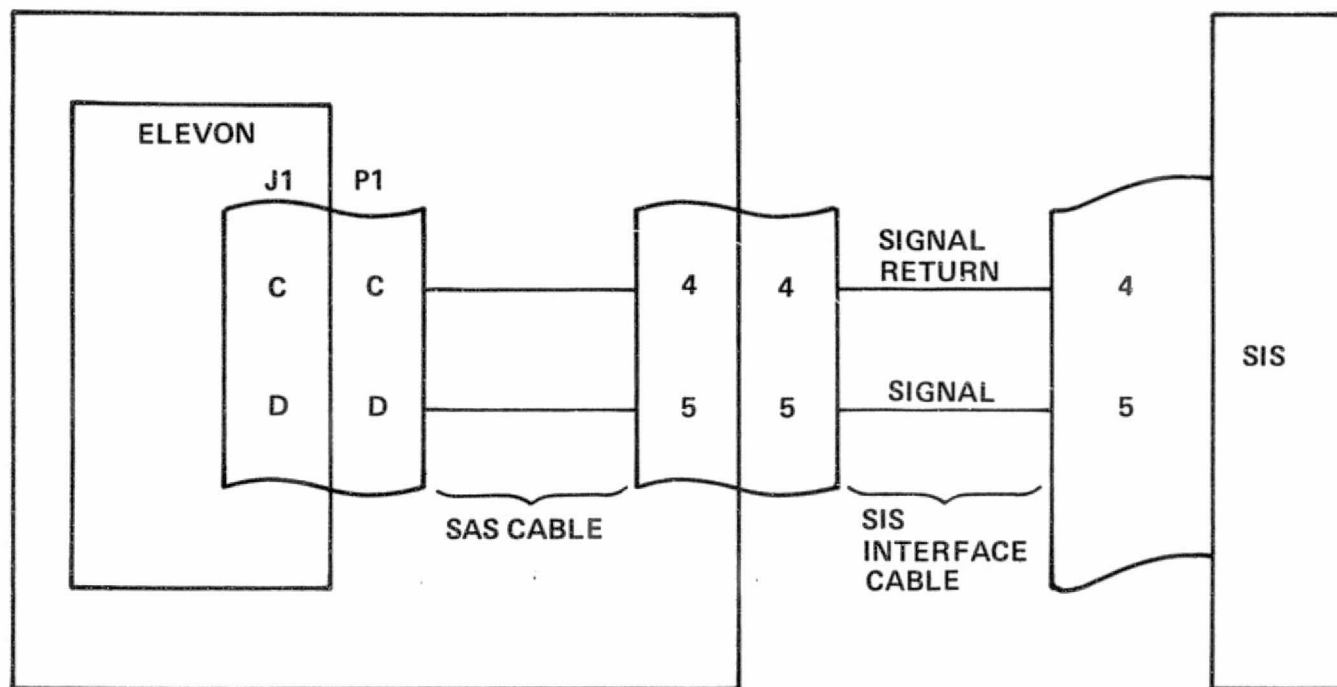 ELEVON
J1 P1
C C 4 4 SIGNAL RETURN 4
D D 5 5 SIGNAL 5
SIS
SAS CABLE
SIS
INTERFACE
CABLE